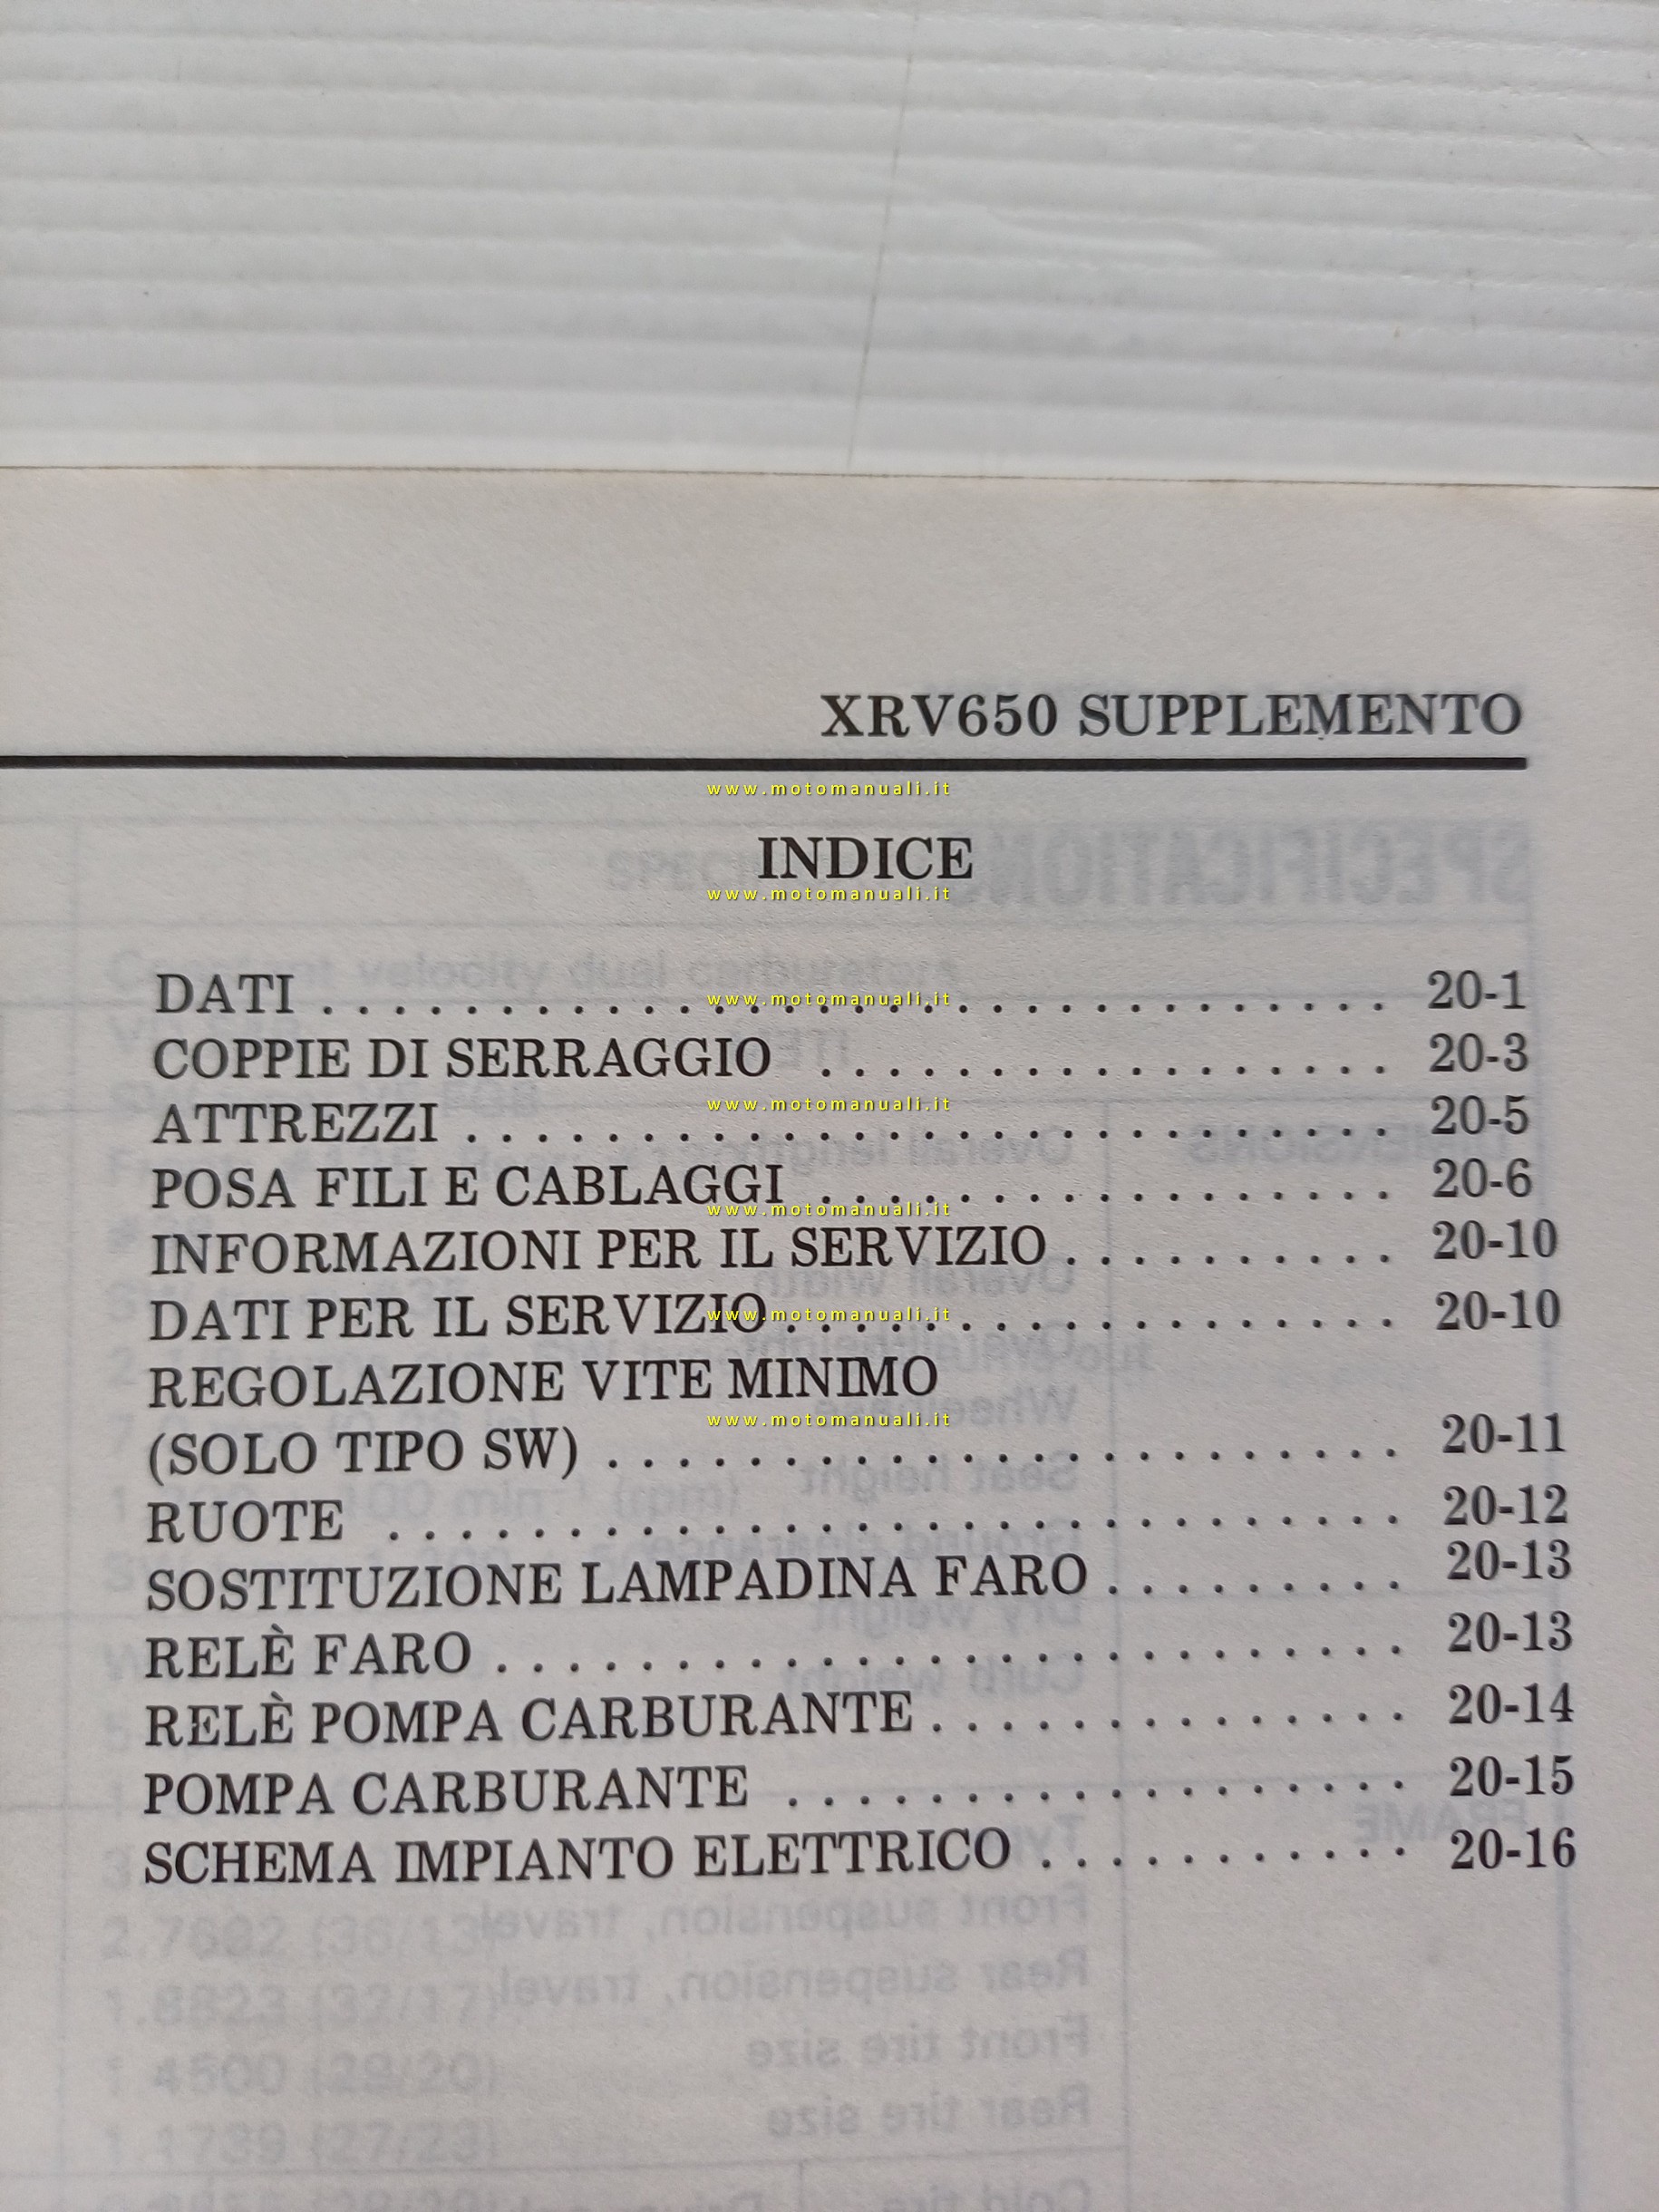 XRV650 SUPPLEMENTO
www.motomanuali.it
INDICE
www.motomanuali.it
DATI . . . . . . . . . . . . . . . . . . . . . . . . . . . . . . 20-1
www.motomanuali.it
COPPIE DI SERRAGGIO . . . . . . . . . . . . . . . . . 20-3
www.motomanuali.it
ATTREZZI . . . . . . . . . . . . . . . . . . . . . . . . . . 20-5
POSA FILI E CABLAGGI . . . . . . . . . . . . . . . . . 20-6
www.motomanuali.it
INFORMAZIONI PER IL SERVIZIO . . . . . . . . . . 20-10
DATI PER IL SERVIZIO . . . . . . . . . . . . . . . . . . 20-10
www.motomanuali.it
REGOLAZIONE VITE MINIMO
www.motomanuali.it
(SOLO TIPO SW) . . . . . . . . . . . . . . . . . . . . . . . 20-11
RUOTE . . . . . . . . . . . . . . . . . . . . . . . . . . . . . 20-12
SOSTITUZIONE LAMPADINA FARO . . . . . . . . . 20-13
RELÈ FARO . . . . . . . . . . . . . . . . . . . . . . . . . . 20-13
RELÈ POMPA CARBURANTE . . . . . . . . . . . . . . 20-14
POMPA CARBURANTE . . . . . . . . . . . . . . . . . . 20-15
SCHEMA IMPIANTO ELETTRICO . . . . . . . . . . . 20-16